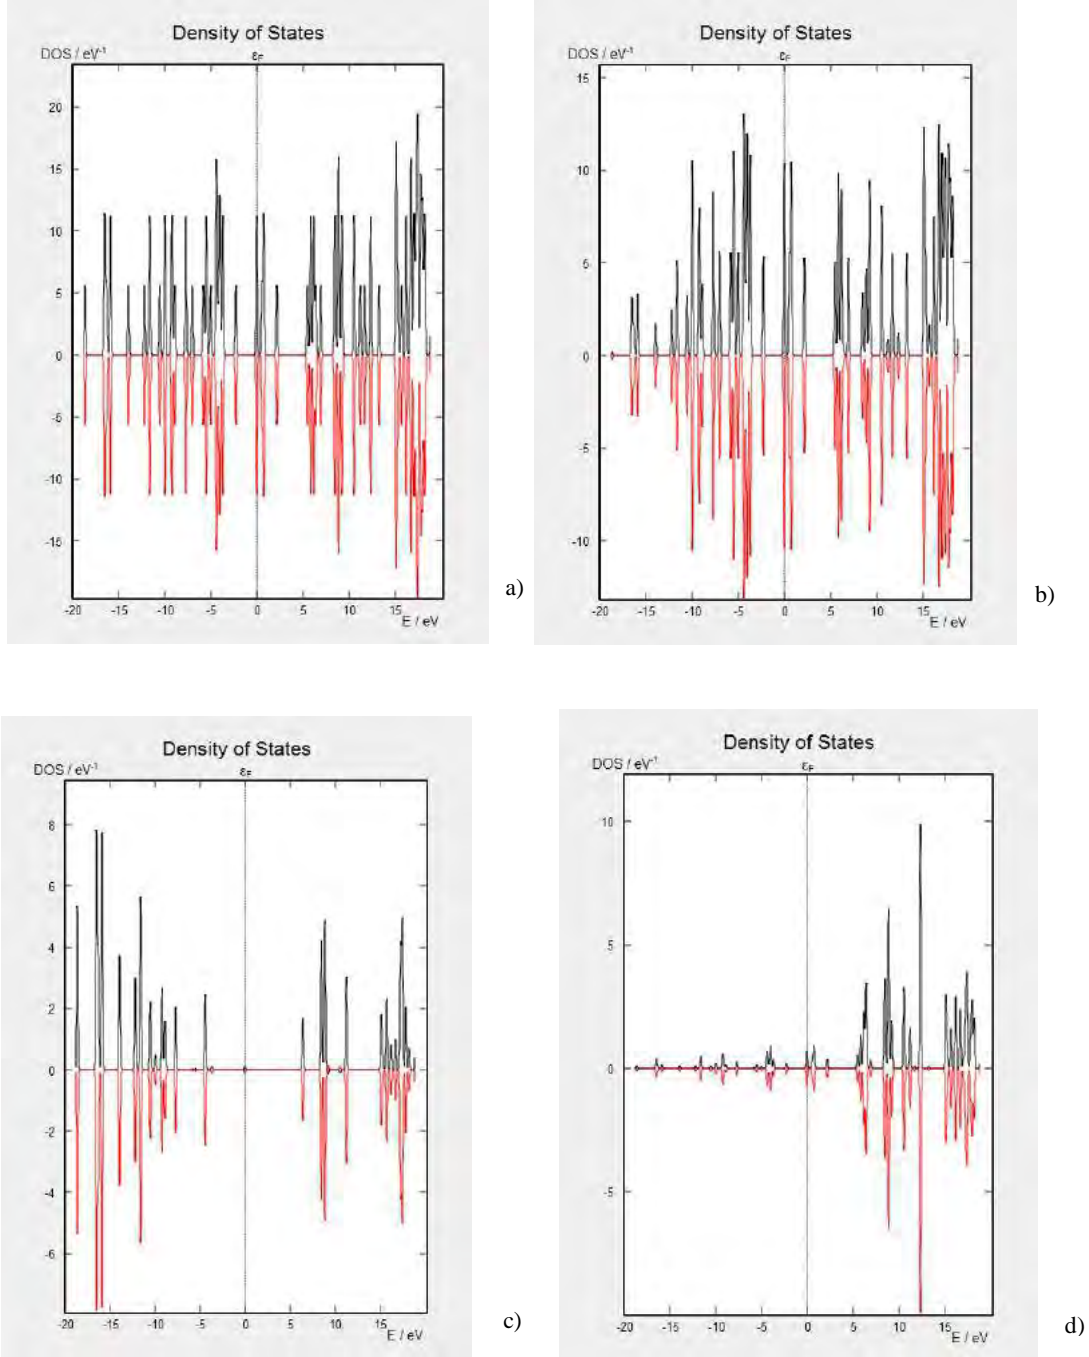 Density of States
DOS / eV-1
εF
20
15
10
5
0
-5
-10
-15
-20 -15 -10 -5 0 5 10 15
E / eV
a)
Density of States
DOS / eV-1
εF
15
10
5
0
-5
-10
-20 -15 -10 -5 0 5 10 15
E / eV
b)
Density of States
DOS / eV-1
εF
8
6
4
2
0
-2
-4
-6
-20 -15 -10 -5 0 5 10 15
E / eV
c)
Density of States
DOS / eV-1
εF
10
5
0
-5
-20 -15 -10 -5 0 5 10 15
E / eV
d)